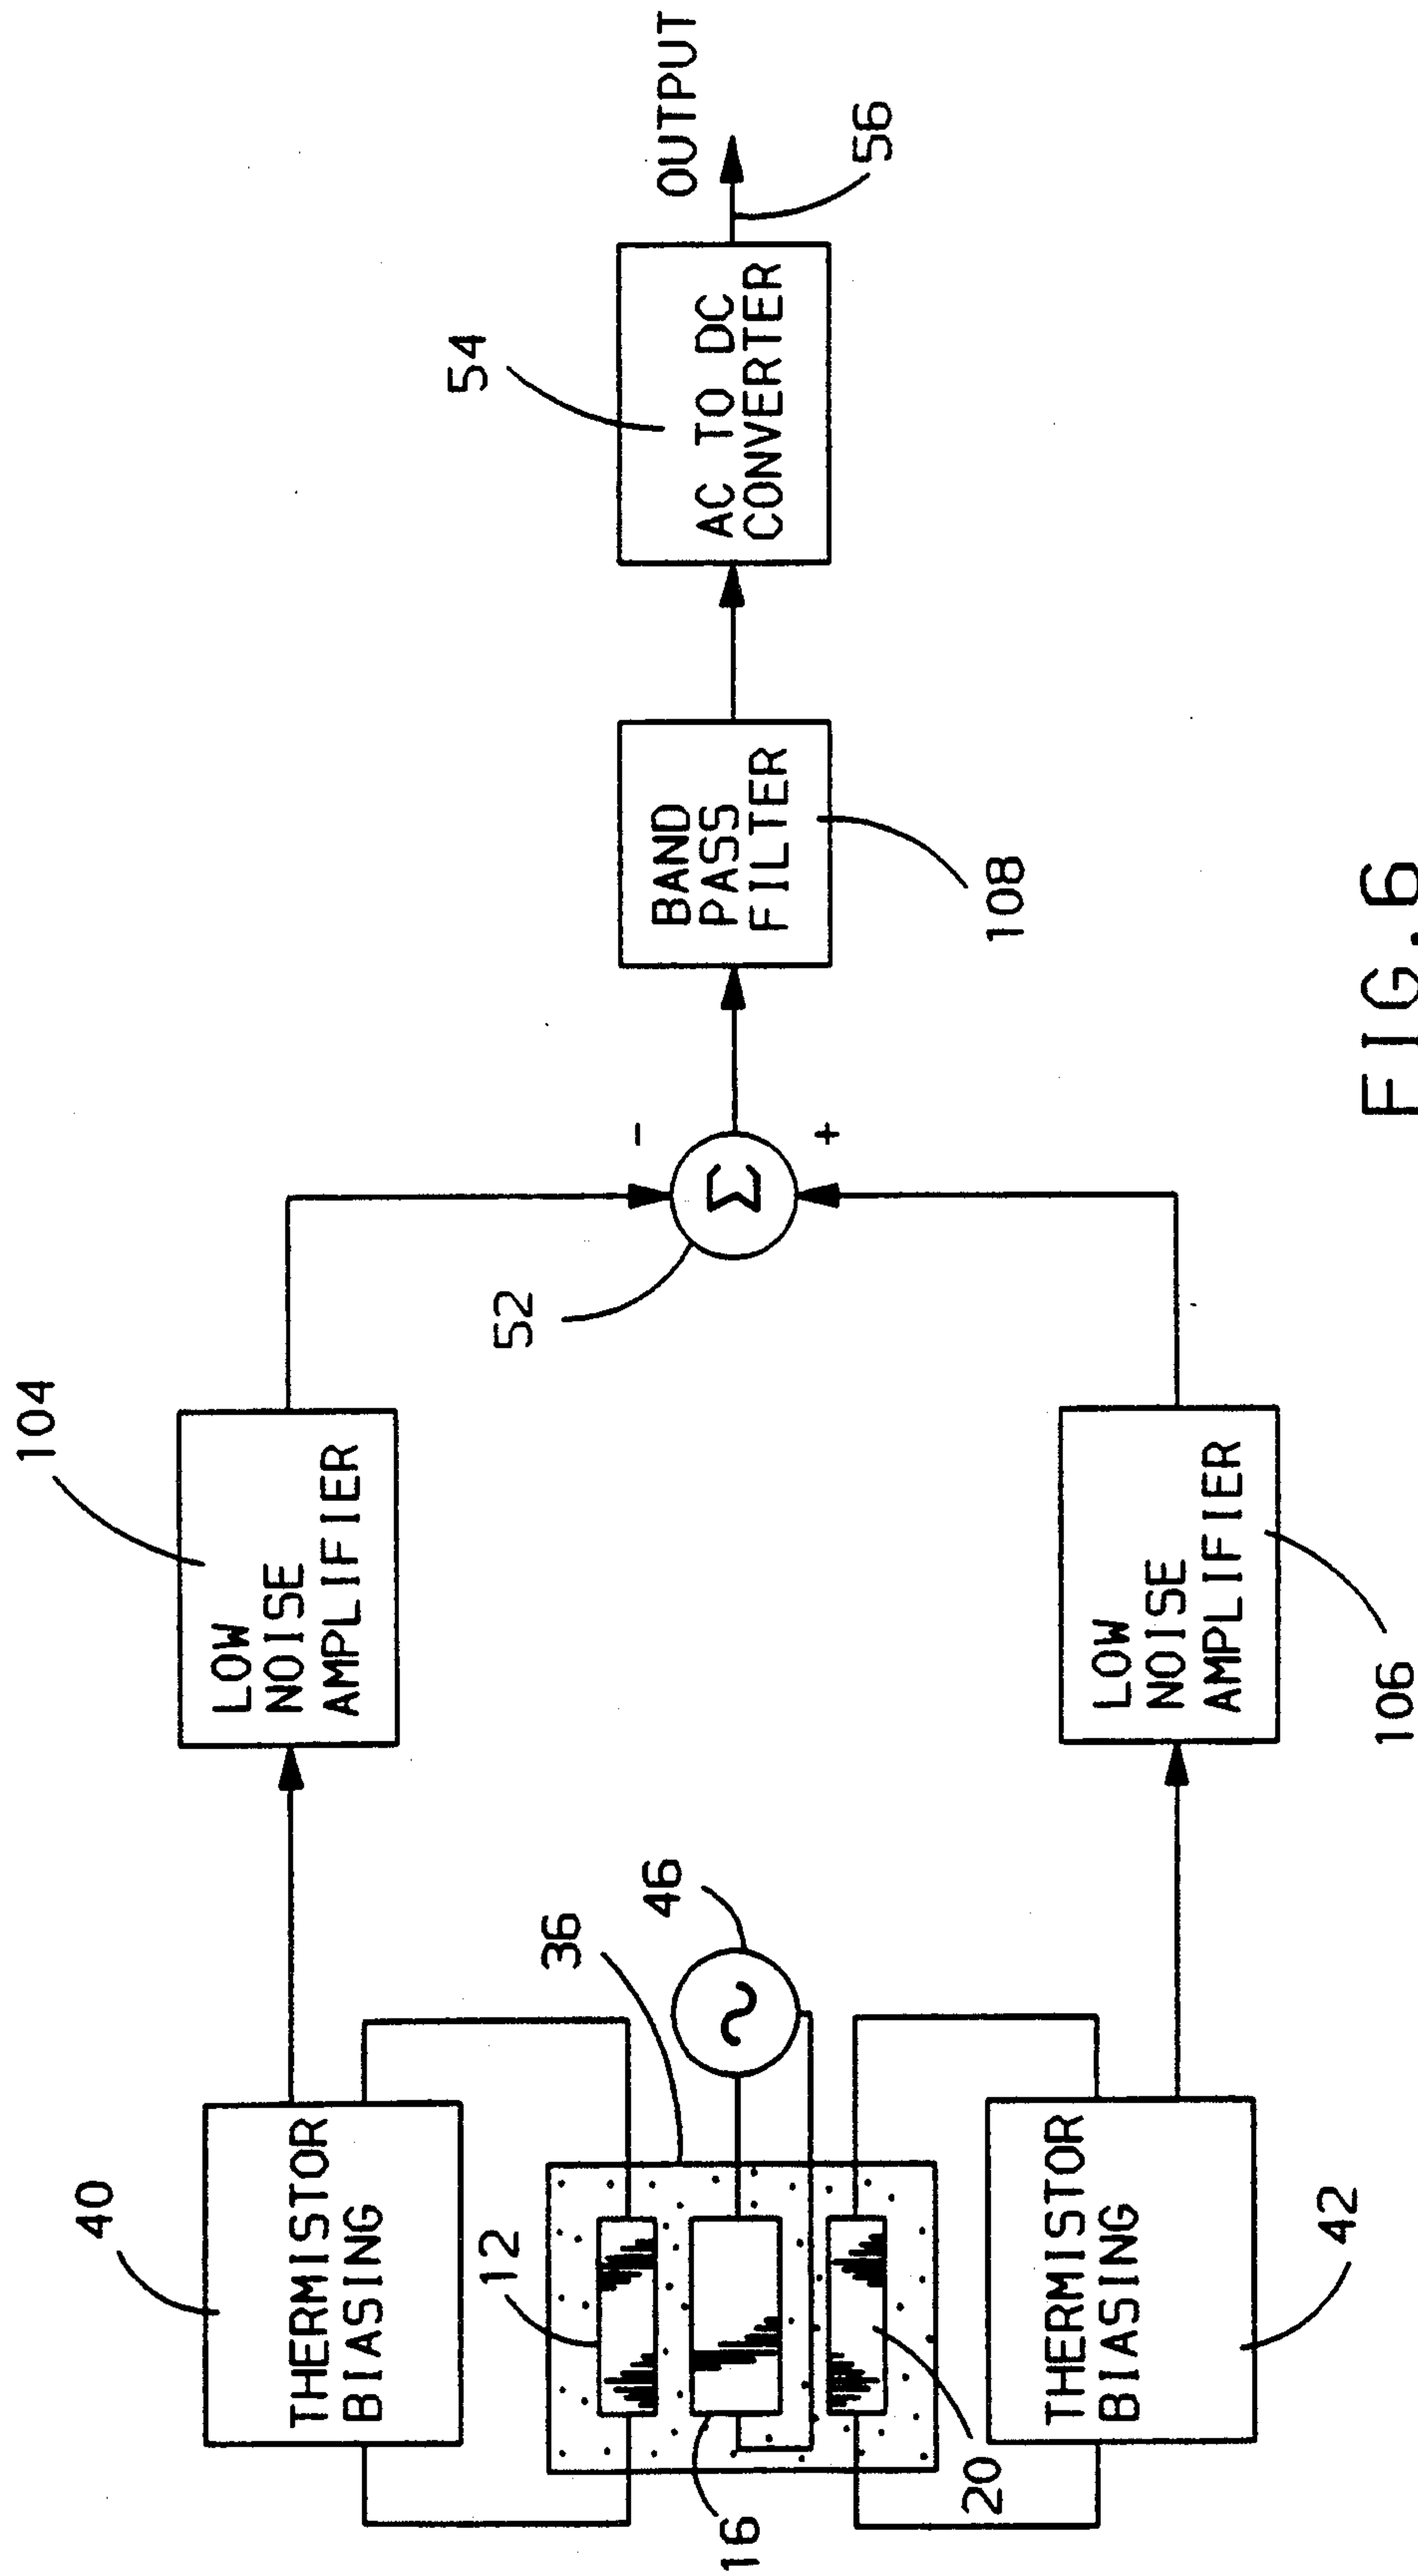 40
THERMISTOR
BIASING
104
LOW
NOISE
AMPLIFIER
12
16
20
36
46
42
THERMISTOR
BIASING
106
LOW
NOISE
AMPLIFIER
52
Σ
-
+
BAND
PASS
FILTER
108
54
AC TO DC
CONVERTER
OUTPUT
56
FIG.6